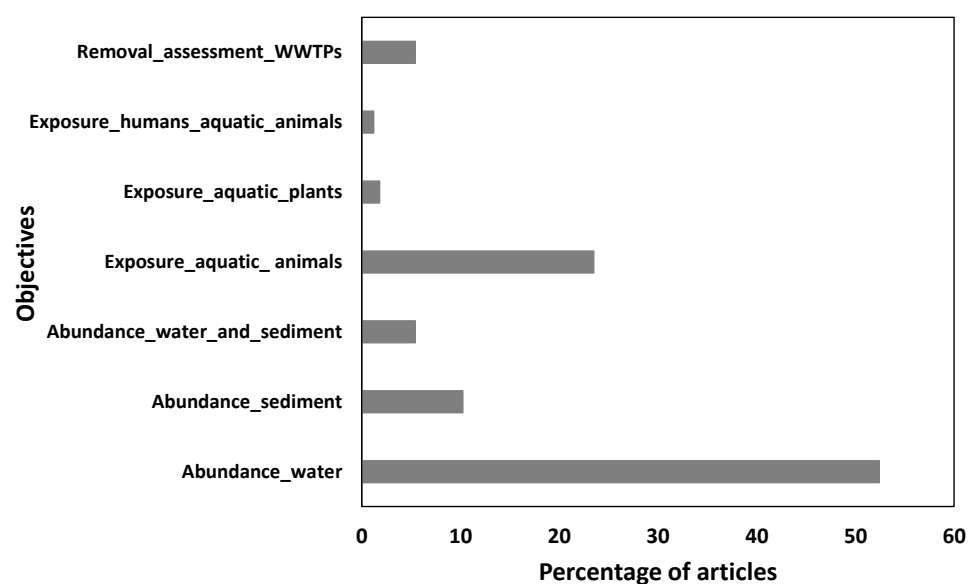 Removal_assessment_WWTPs
Exposure_humans_aquatic_animals
Exposure_aquatic_plants
Exposure_aquatic_ animals
Abundance_water_and_sediment
Abundance_sediment
Abundance_water
Objectives
0 10 20 30 40 50 60
Percentage of articles